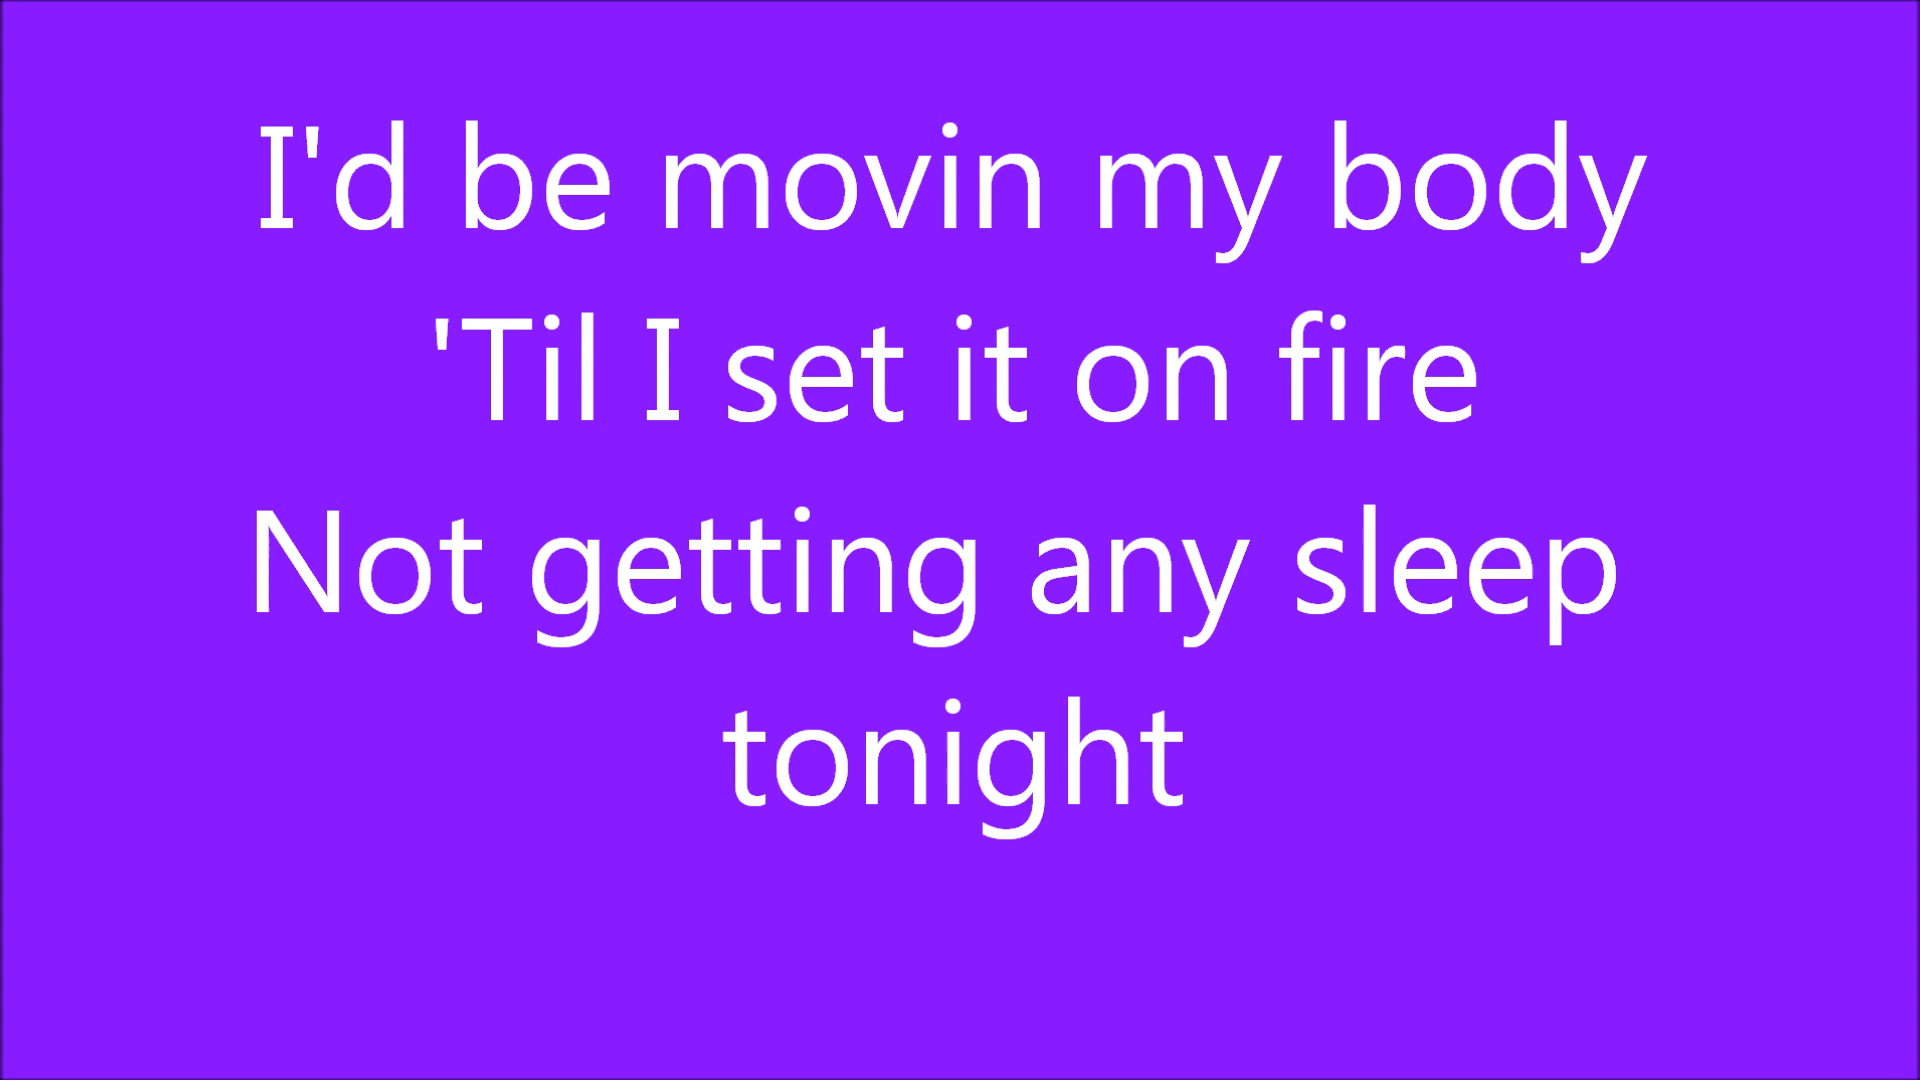 I'd be movin my body
'Til I set it on fire
Not getting any sleep
tonight